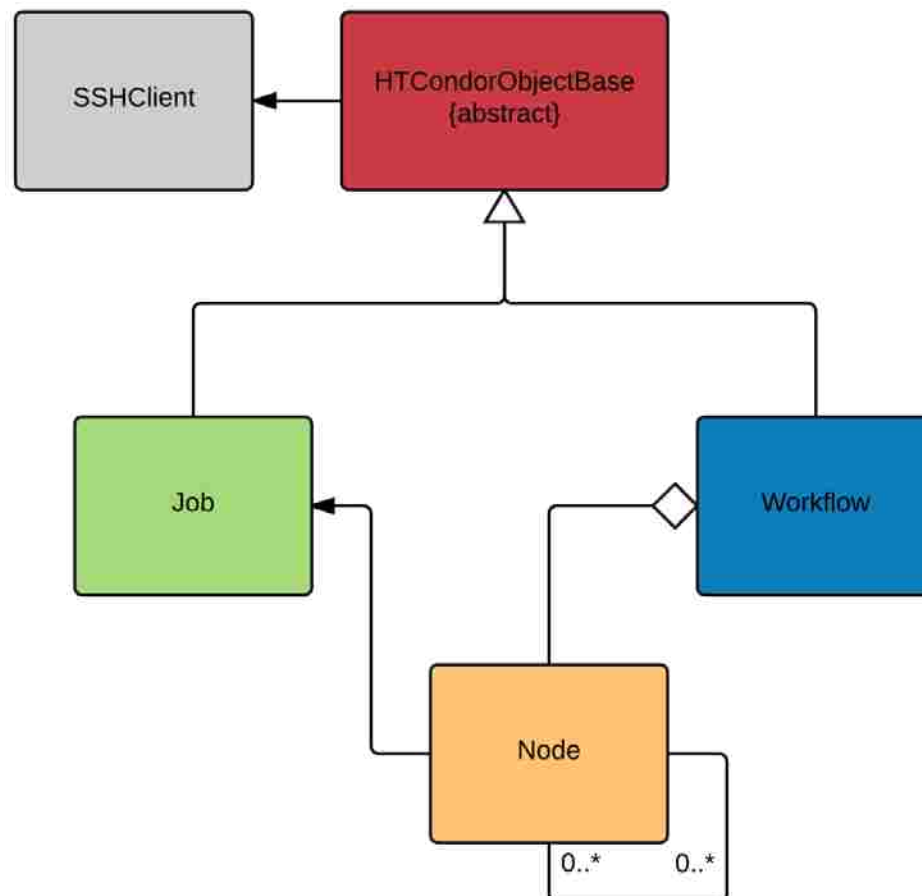 SSHClient
HTCondorObjectBase
{abstract}
Job
Workflow
Node
0..*
0..*